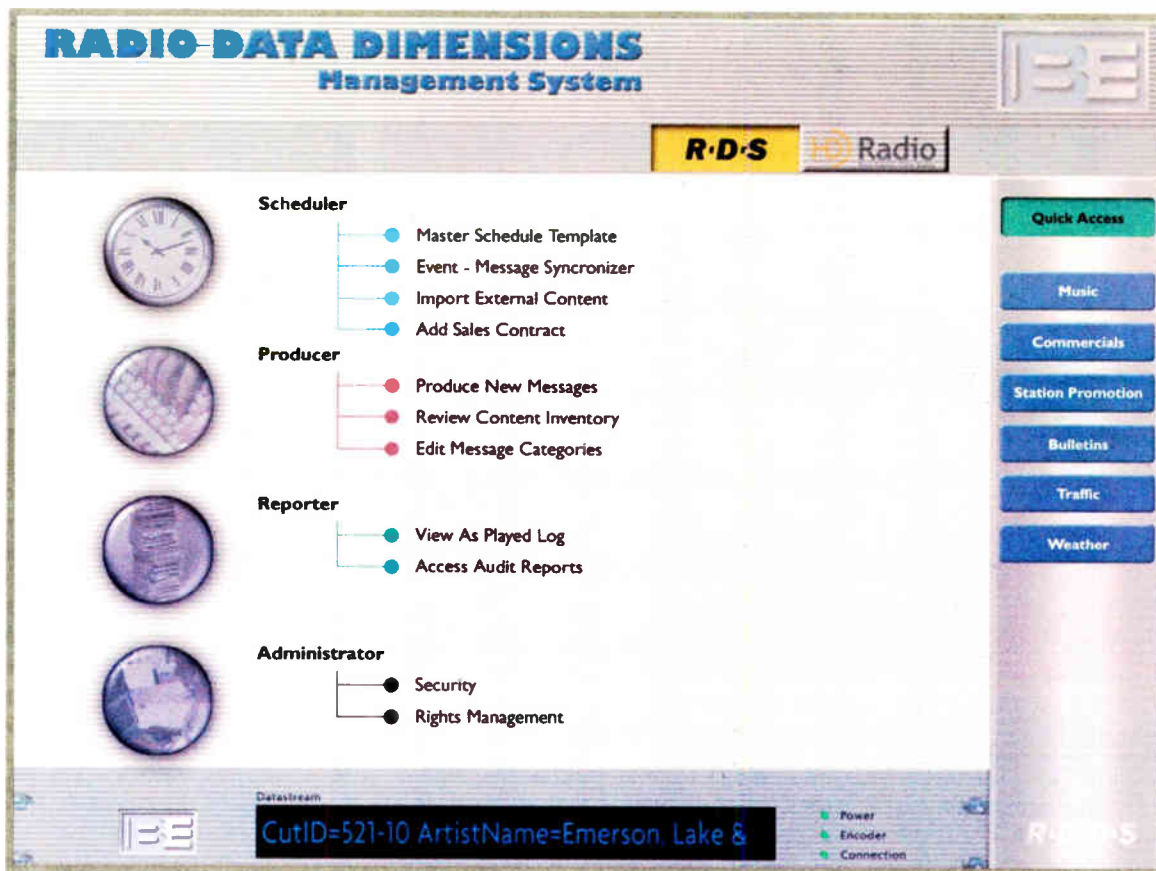 RADIO DATA DIMENSIONS
Management System
BE
R·D·S
HD Radio
Scheduler
Master Schedule Template
Event - Message Syncronizer
Import External Content
Add Sales Contract
Producer
Produce New Messages
Review Content Inventory
Edit Message Categories
Reporter
View As Played Log
Access Audit Reports
Administrator
Security
Rights Management
Quick Access
Music
Commercials
Station Promotion
Bulletins
Traffic
Weather
BE
Datastream
CutID=521-10 ArtistName=Emerson, Lake &
Power
Encoder
Connection